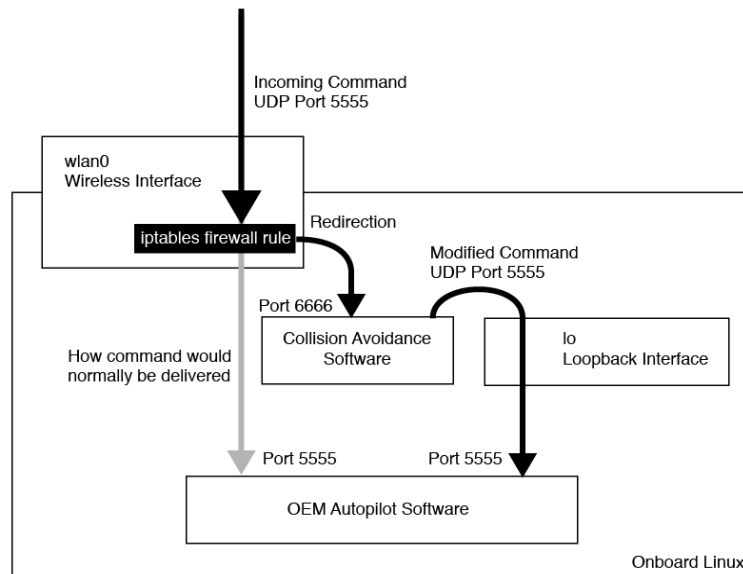 Incoming Command
UDP Port 5555
wlan0
Wireless Interface
iptables firewall rule
Redirection
Modified Command
UDP Port 5555
Port 6666
Collision Avoidance
Software
lo
Loopback Interface
How command would
normally be delivered
Port 5555
Port 5555
OEM Autopilot Software
Onboard Linux